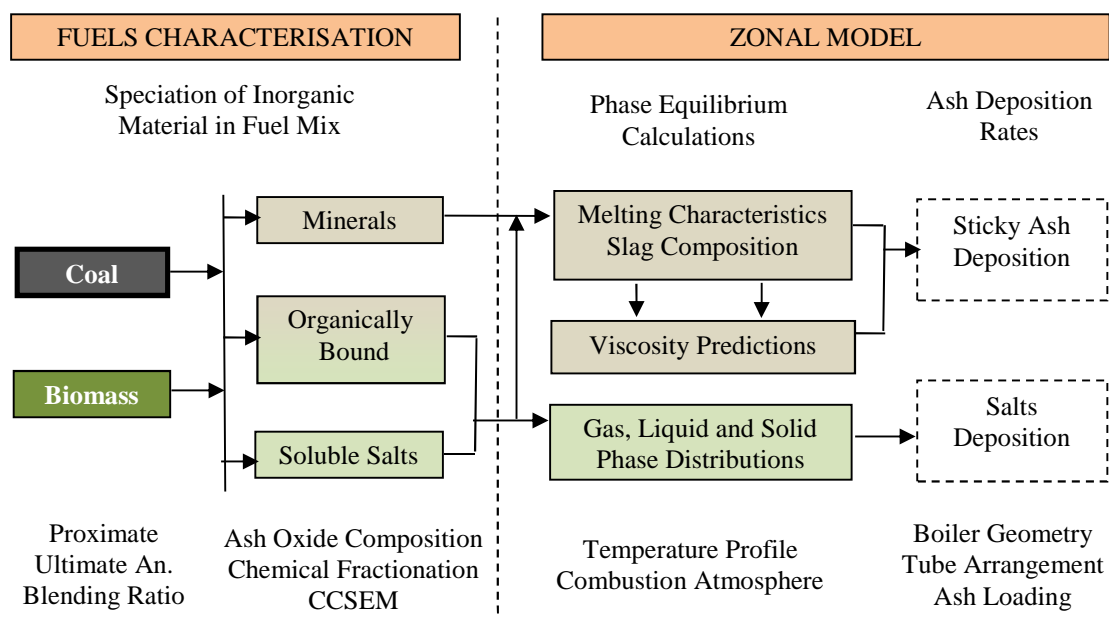 FUELS CHARACTERISATION
ZONAL MODEL
Speciation of Inorganic
Material in Fuel Mix
Phase Equilibrium
Calculations
Ash Deposition
Rates
Coal
Biomass
Minerals
Organically
Bound
Soluble Salts
Melting Characteristics
Slag Composition
Viscosity Predictions
Gas, Liquid and Solid
Phase Distributions
Sticky Ash
Deposition
Salts
Deposition
Proximate
Ultimate An.
Blending Ratio
Ash Oxide Composition
Chemical Fractionation
CCSEM
Temperature Profile
Combustion Atmosphere
Boiler Geometry
Tube Arrangement
Ash Loading